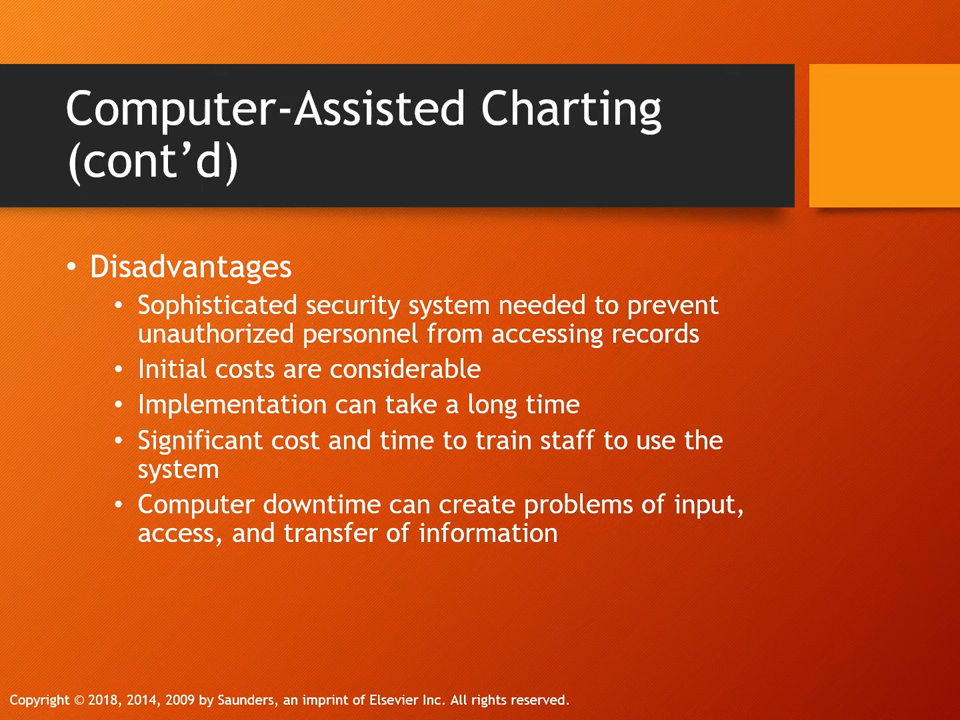 Computer-Assisted Charting
(cont’d)
• Disadvantages
• Sophisticated security system needed to prevent
unauthorized personnel from accessing records
• Initial costs are considerable
• Implementation can take a long time
• Significant cost and time to train staff to use the
system
• Computer downtime can create problems of input,
access, and transfer of information
Copyright © 2018, 2014, 2009 by Saunders, an imprint of Elsevier Inc. All rights reserved.